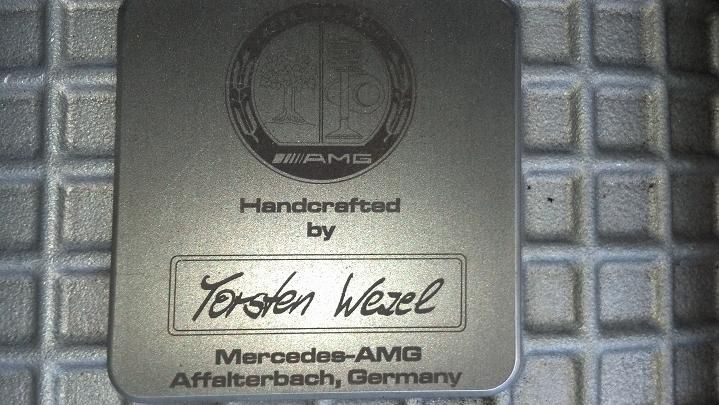 AMG
Handcrafted
by
Torsten Wezel
Mercedes-AMG
Affalterbach, Germany